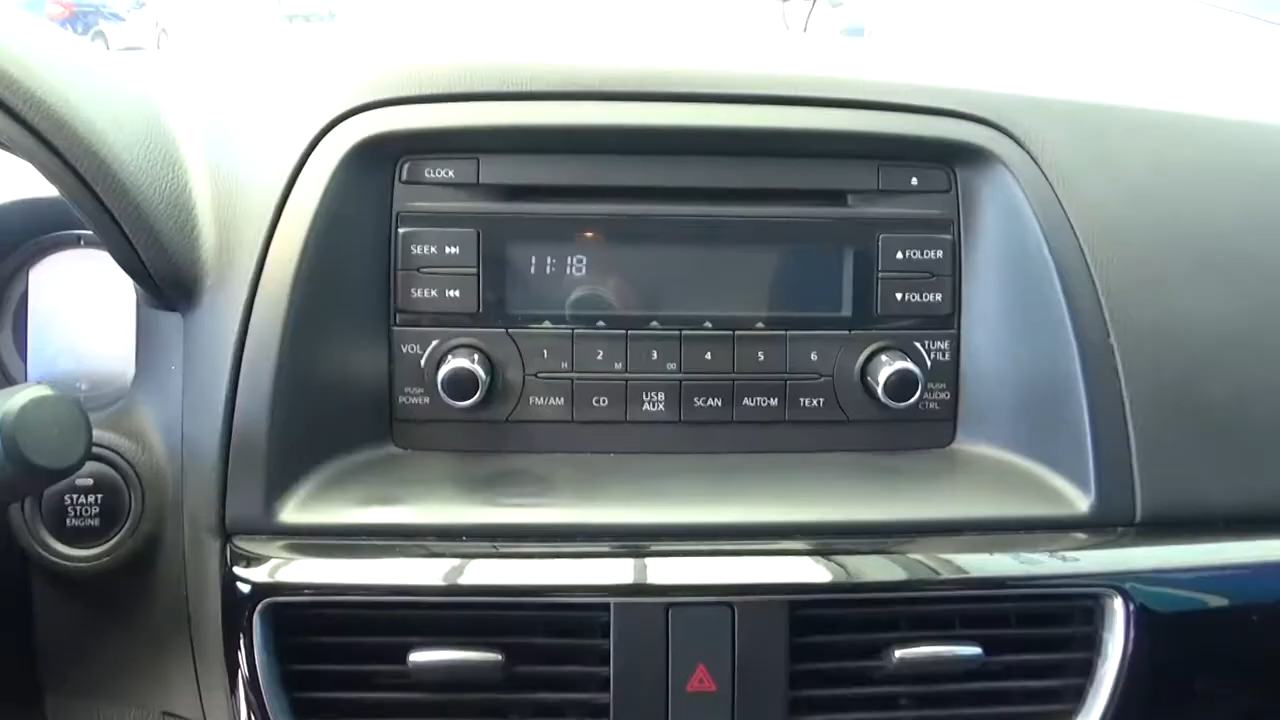 CLOCK
SEEK
SEEK
11:18
FOLDER
FOLDER
VOL
PUSH
POWER
1
H
2
M
3
00
4
5
6
FM/AM
CD
USB
AUX
SCAN
AUTO-M
TEXT
TUNE
FILE
PUSH
AUDIO
CTRL
START
STOP
ENGINE